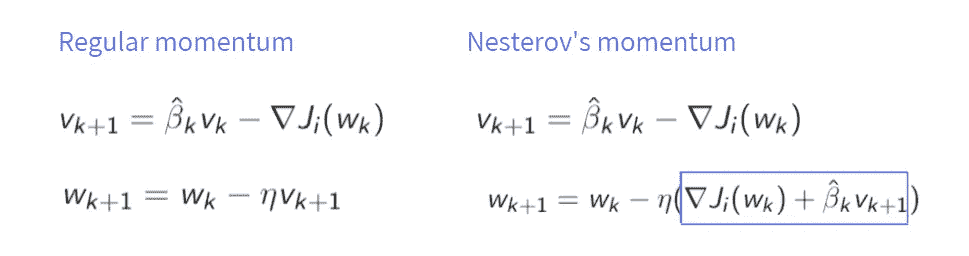 Regular momentum
Nesterov's momentum
v_{k+1} = β̂_k v_k − ∇J_i(w_k)
v_{k+1} = β̂_k v_k − ∇J_i(w_k)
w_{k+1} = w_k − ηv_{k+1}
w_{k+1} = w_k − η(∇J_i(w_k) + β̂_k v_{k+1})